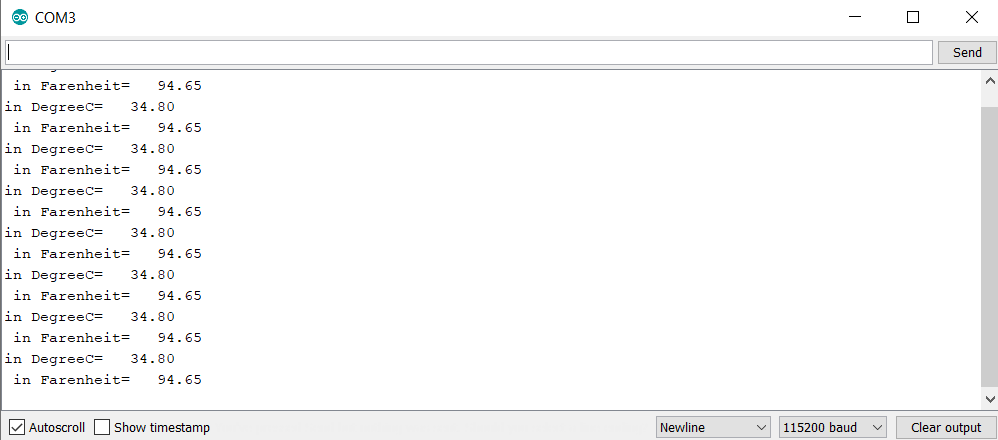 COM3
Send
in Farenheit=   94.65
in DegreeC=   34.80
in Farenheit=   94.65
in DegreeC=   34.80
in Farenheit=   94.65
in DegreeC=   34.80
in Farenheit=   94.65
in DegreeC=   34.80
in Farenheit=   94.65
in DegreeC=   34.80
in Farenheit=   94.65
in DegreeC=   34.80
in Farenheit=   94.65
in DegreeC=   34.80
in Farenheit=   94.65
Autoscroll Show timestamp Newline 115200 baud Clear output